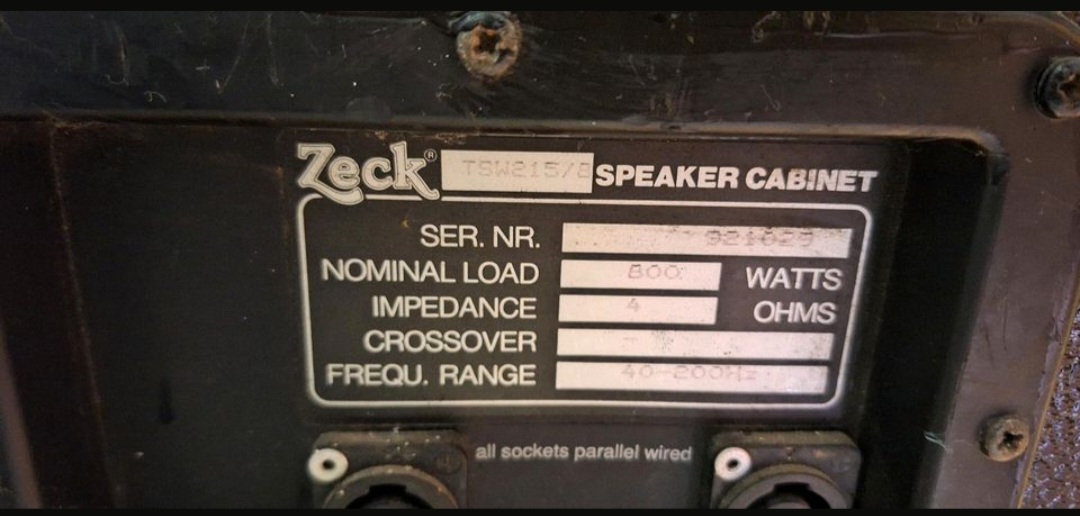 Zeck® TSW215/8 SPEAKER CABINET
SER. NR. 921029
NOMINAL LOAD 800 WATTS
IMPEDANCE 4 OHMS
CROSSOVER -
FREQU. RANGE 40-200Hz
all sockets parallel wired